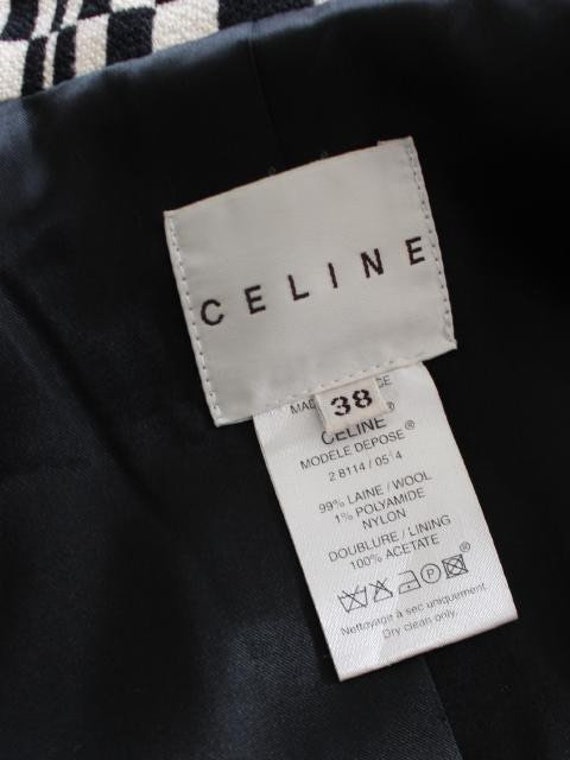 CELINE
38
CELINE®
MODELE DEPOSE®
2 8114 / 05 4
99% LAINE / WOOL
1% POLYAMIDE
NYLON
DOUBLURE / LINING
100% ACETATE
P
Nettoyage à sec uniquement.
Dry clean only.